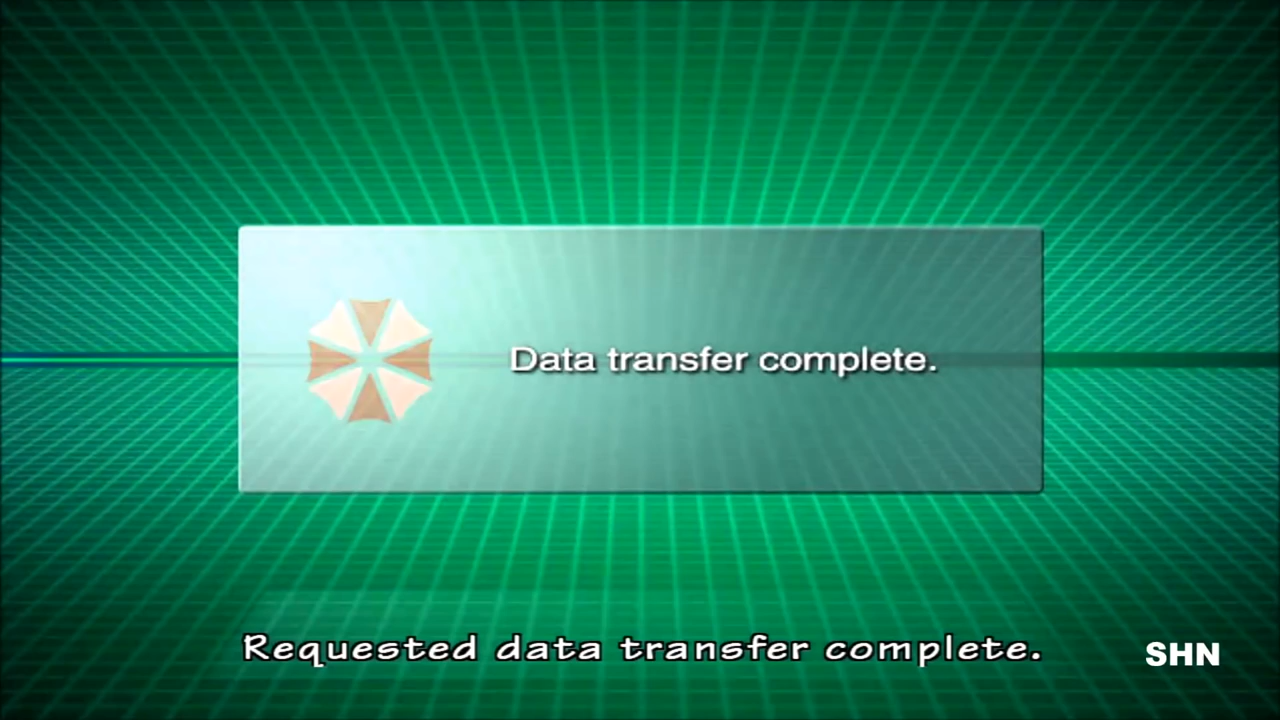 Data transfer complete.
Requested data transfer complete.
SHN